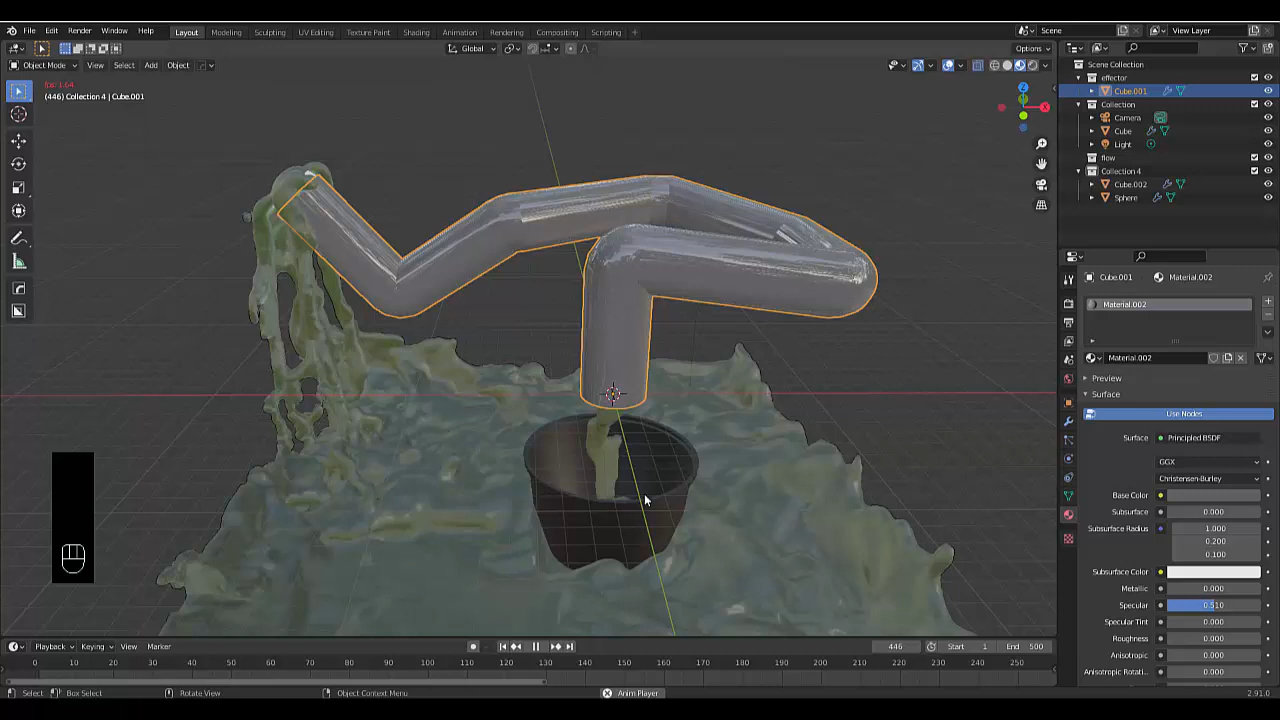 File Edit Render Window Help Layout Modeling Sculpting UV Editing Texture Paint Shading Animation Rendering Compositing Scripting + Scene View Layer
Global Options
Object Mode View Select Add Object
fps: 1.64
(446) Collection 4 | Cube.001
Scene Collection
effector
Cube.001
Collection
Camera
Cube
Light
flow
Collection 4
Cube.002
Sphere
Cube.001 Material.002
Material.002
Material.002
Preview
Surface
Use Nodes
Surface Principled BSDF
GGX
Christensen-Burley
Base Color
Subsurface 0.000
Subsurface Radius 1.000
0.200
0.100
Subsurface Color
Metallic 0.000
Specular 0.510
Specular Tint 0.000
Roughness 0.000
Anisotropic 0.000
Anisotropic Rotati... 0.000
Playback Keying View Marker 446 Start 1 End 500
0 10 20 30 40 50 60 70 80 90 100 110 120 130 140 150 160 170 180 190 200 210 220 230 240 250
Select Box Select Rotate View Object Context Menu Anim Player 2.91.0